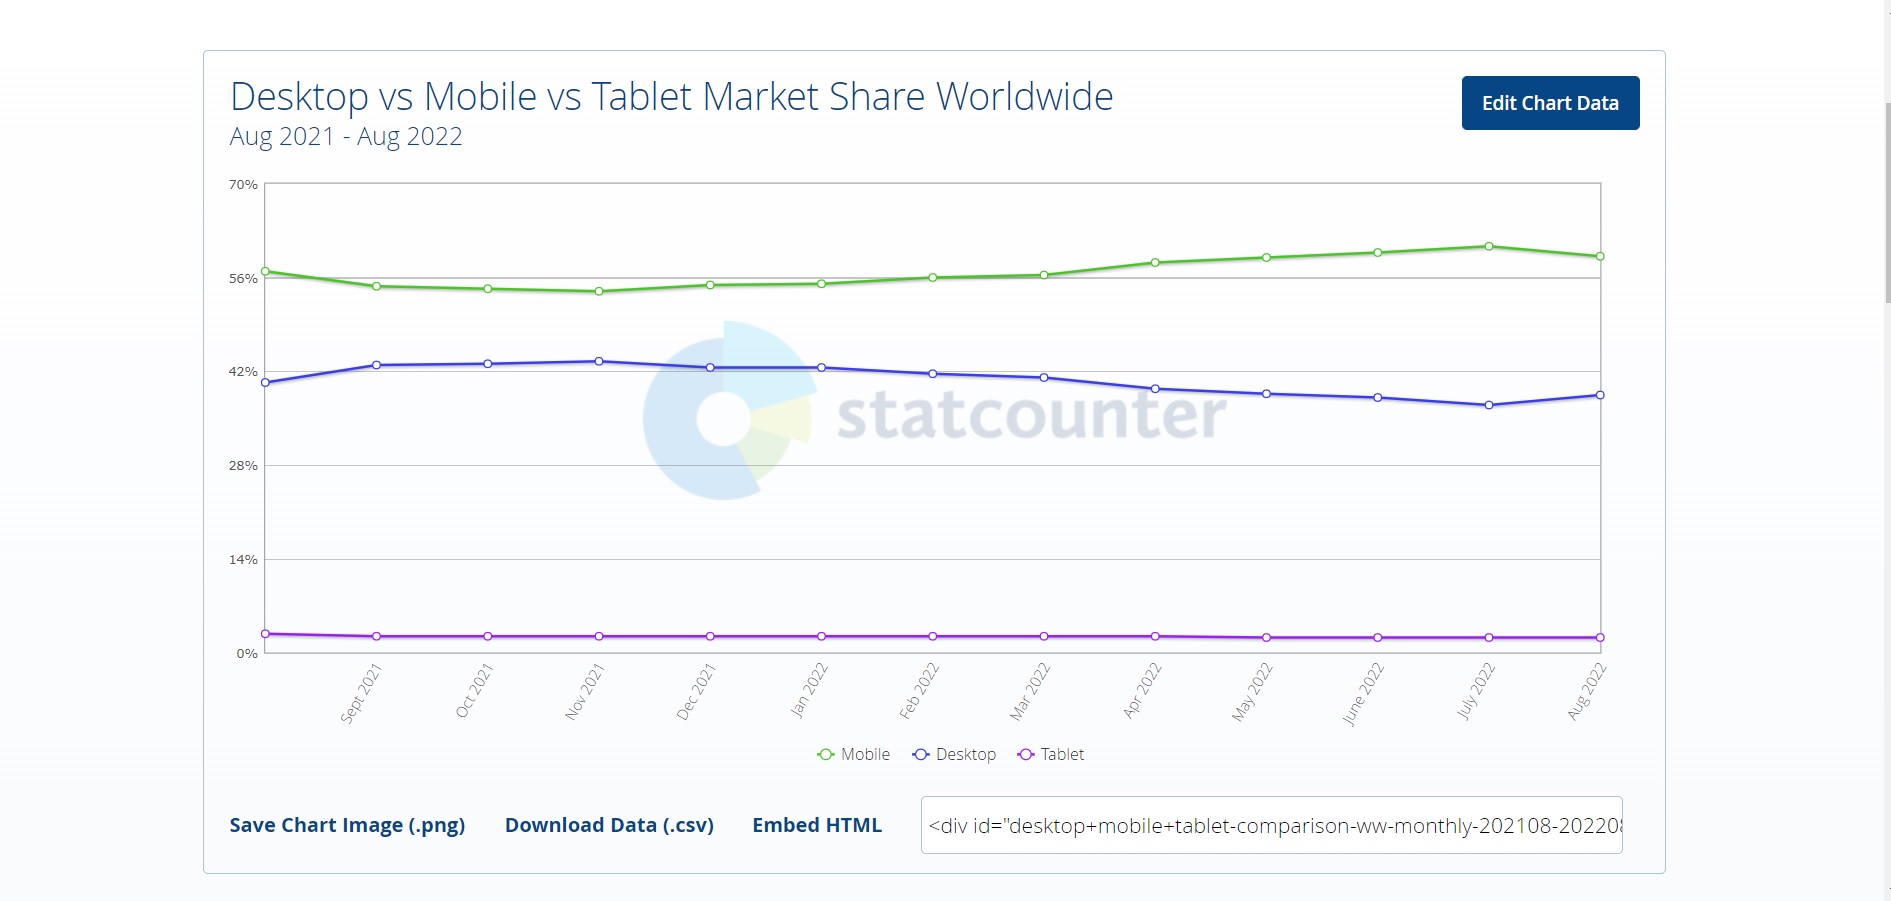 Desktop vs Mobile vs Tablet Market Share Worldwide
Aug 2021 - Aug 2022
Edit Chart Data
70%
56%
42%
28%
14%
0%
statcounter
Sept 2021
Oct 2021
Nov 2021
Dec 2021
Jan 2022
Feb 2022
Mar 2022
Apr 2022
May 2022
June 2022
July 2022
Aug 2022
Mobile Desktop Tablet
Save Chart Image (.png) Download Data (.csv) Embed HTML <div id="desktop+mobile+tablet-comparison-ww-monthly-202108-20220